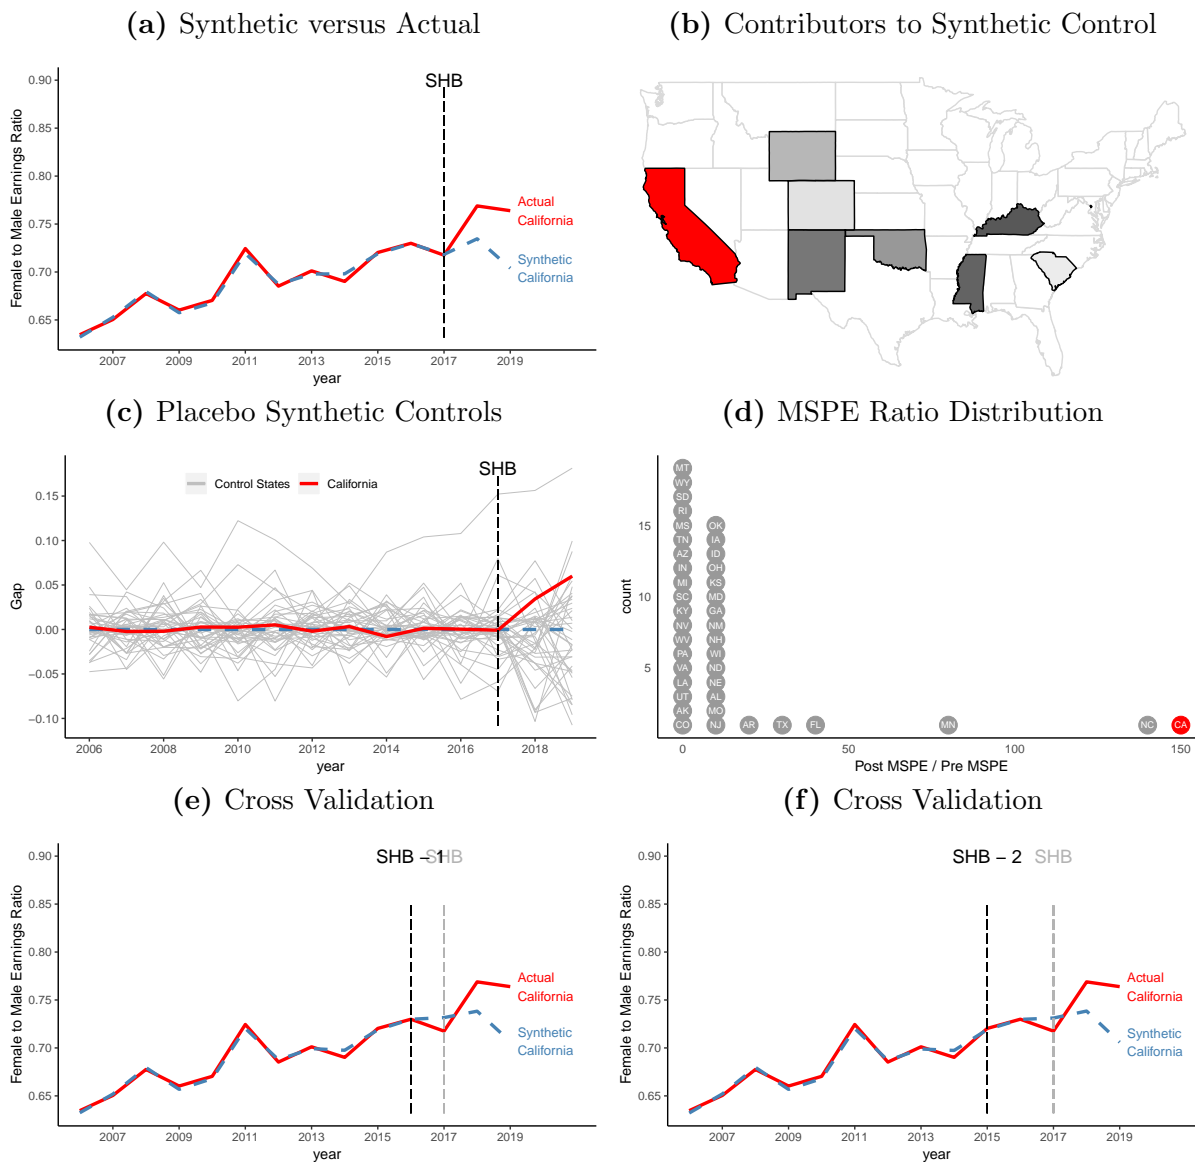 (a) Synthetic versus Actual
SHB
Female to Male Earnings Ratio
0.90
0.85
0.80
0.75
0.70
0.65
Actual
California
Synthetic
California
2007 2009 2011 2013 2015 2017 2019
year
(b) Contributors to Synthetic Control
(c) Placebo Synthetic Controls
SHB
Control States California
Gap
0.15
0.10
0.05
0.00
−0.05
−0.10
2006 2008 2010 2012 2014 2016 2018
year
(d) MSPE Ratio Distribution
count
15
10
5
MT
WY
SD
RI
MS OK
TN IA
AZ ID
IN OH
MI KS
SC MD
KY GA
NV NM
WV NH
PA WI
VA ND
LA NE
UT AL
AK MO
CO NJ AR TX FL MN NC CA
0 50 100 150
Post MSPE / Pre MSPE
(e) Cross Validation
SHB − 1 SHB
Female to Male Earnings Ratio
0.90
0.85
0.80
0.75
0.70
0.65
Actual
California
Synthetic
California
2007 2009 2011 2013 2015 2017 2019
year
(f) Cross Validation
SHB − 2 SHB
Female to Male Earnings Ratio
0.90
0.85
0.80
0.75
0.70
0.65
Actual
California
Synthetic
California
2007 2009 2011 2013 2015 2017 2019
year